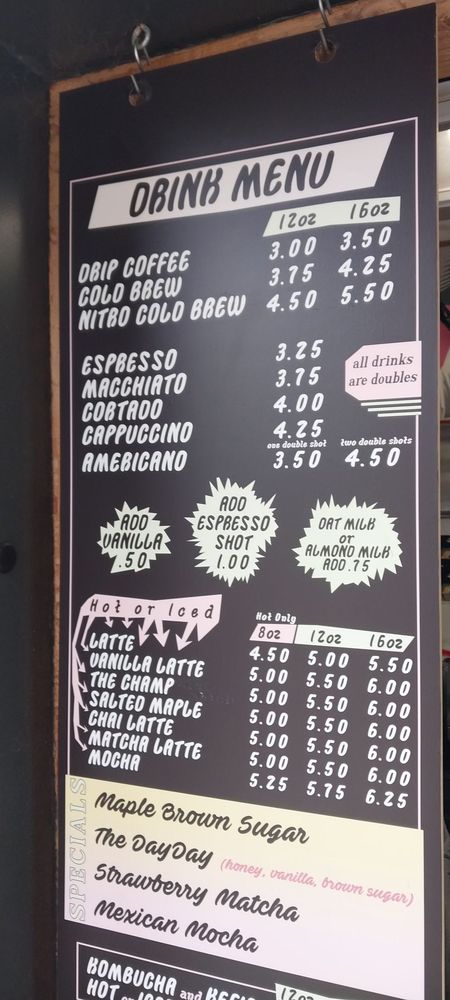 DRINK MENU
12oz 16oz
DRIP COFFEE 3.00 3.50
COLD BREW 3.75 4.25
NITRO COLD BREW 4.50 5.50
ESPRESSO 3.25
MACCHIATO 3.75
CORTADO 4.00
CAPPUCCINO 4.25
all drinks
are doubles
one double shot two double shots
AMERICANO 3.50 4.50
ADD
VANILLA
.50
ADD
ESPRESSO
SHOT
1.00
OAT MILK
or
ALMOND MILK
ADD .75
Hot or Iced
Hot Only
8oz 12oz 16oz
LATTE 4.50 5.00 5.50
VANILLA LATTE 5.00 5.50 6.00
THE CHAMP 5.00 5.50 6.00
SALTED MAPLE 5.00 5.50 6.00
CHAI LATTE 5.00 5.50 6.00
MATCHA LATTE 5.00 5.50 6.00
MOCHA 5.25 5.75 6.25
SPECIALS
Maple Brown Sugar
The DayDay (honey, vanilla, brown sugar)
Strawberry Matcha
Mexican Mocha
KOMBUCHA and 12oz
HOT